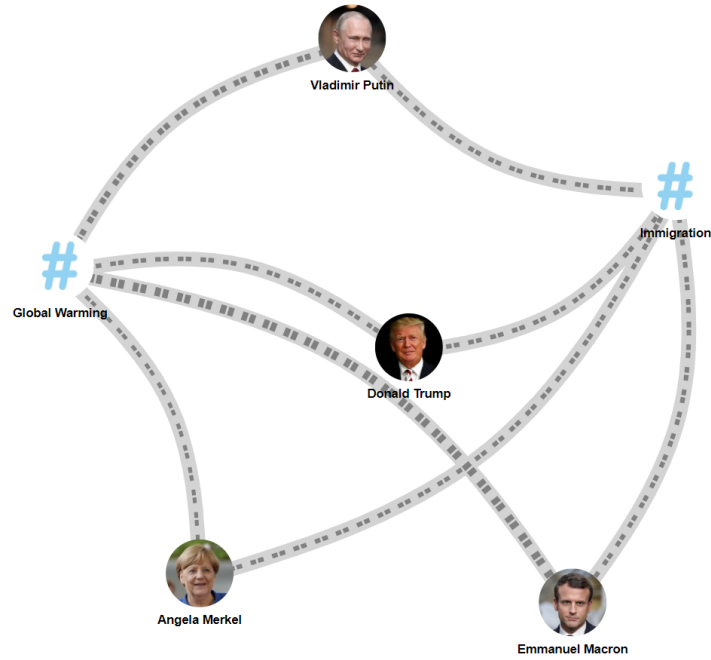 Vladimir Putin
#
Immigration
#
Global Warming
Donald Trump
Angela Merkel
Emmanuel Macron